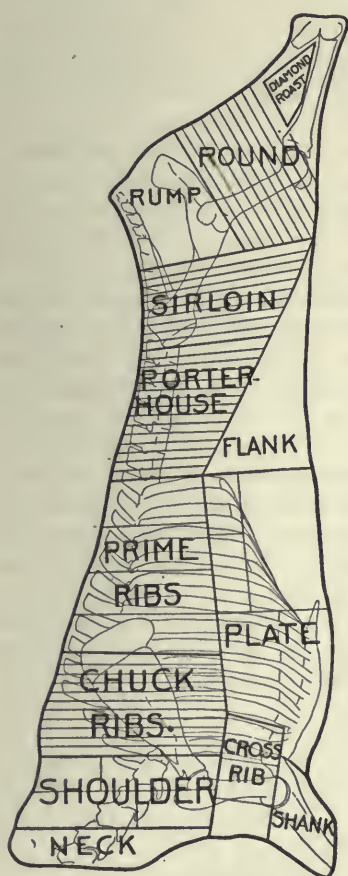 DIAMOND
ROAST
ROUND
RUMP
SIRLOIN
PORTER-
HOUSE
FLANK
PRIME
RIBS
PLATE
CHUCK
RIBS.
CROSS
RIB
SHOULDER
SHANK
NECK